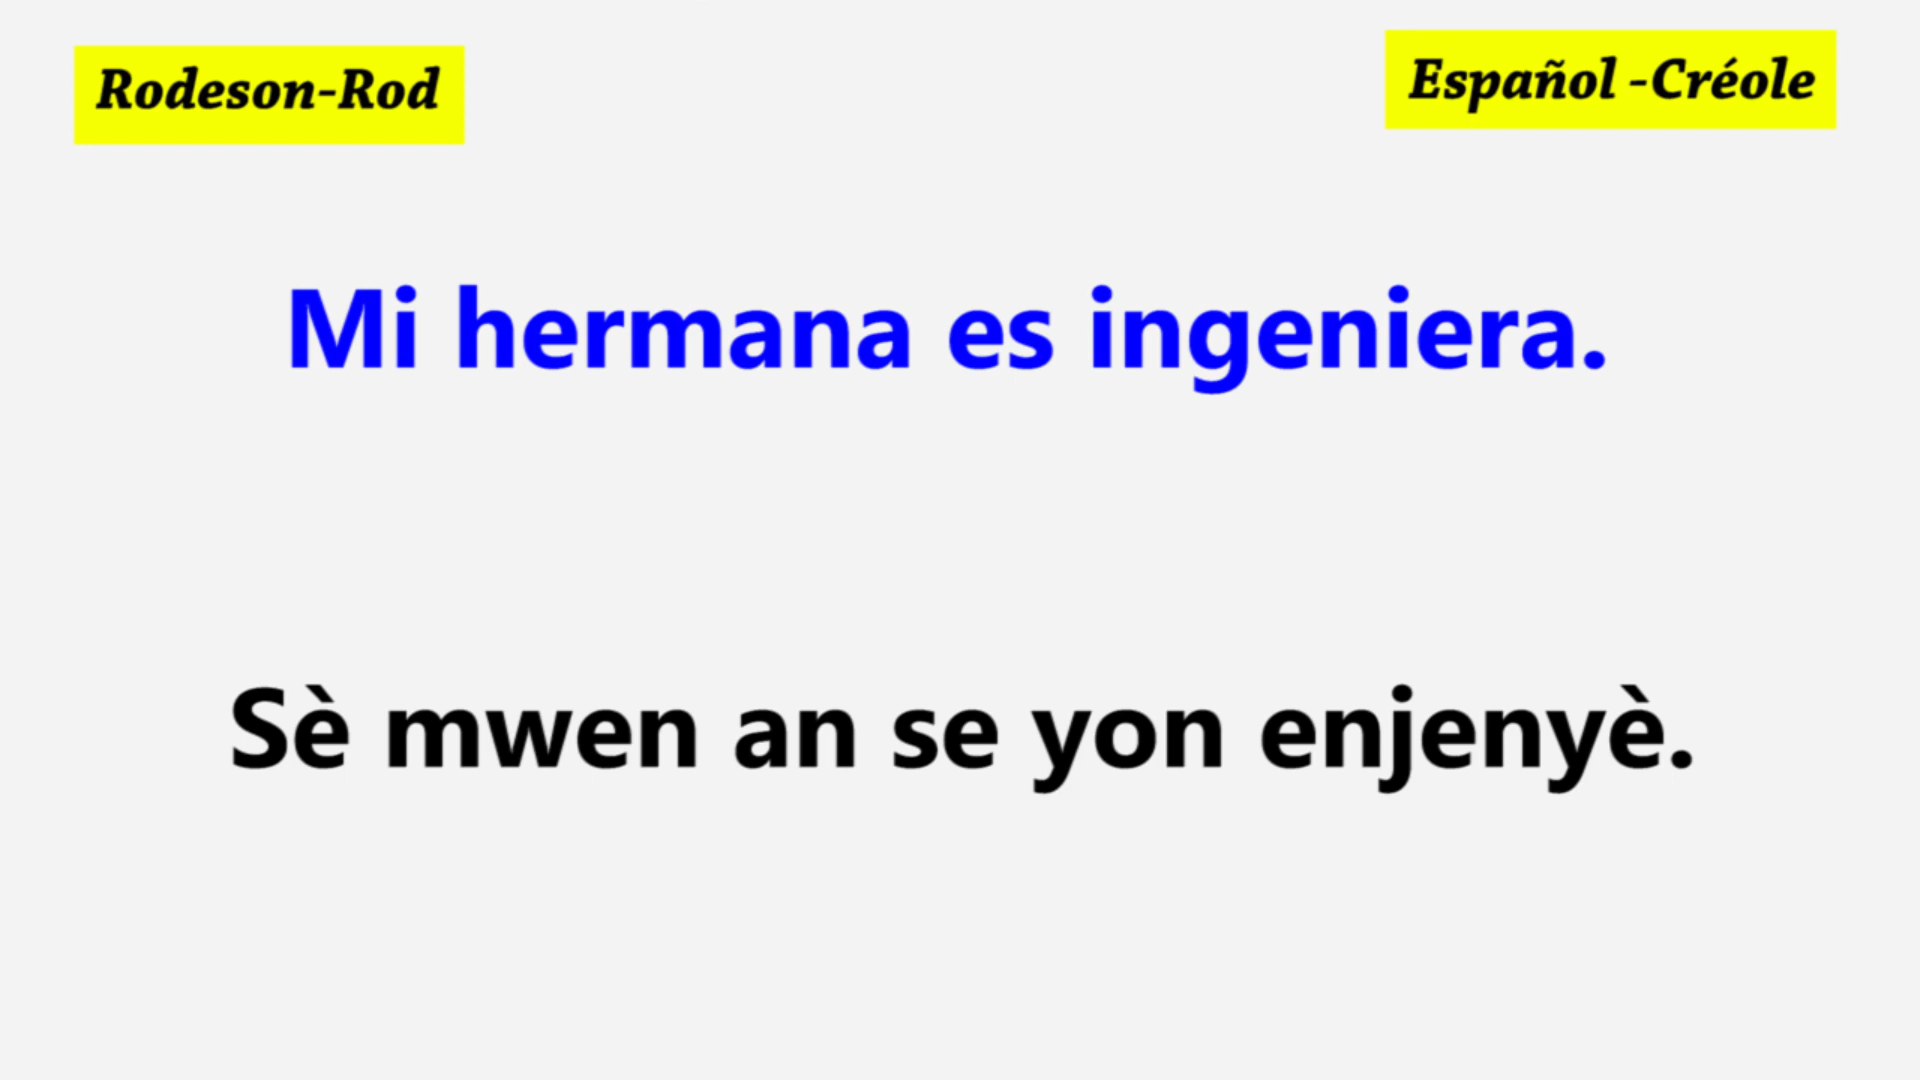 Rodeson-Rod
Español -Créole
Mi hermana es ingeniera.
Sè mwen an se yon enjenyè.